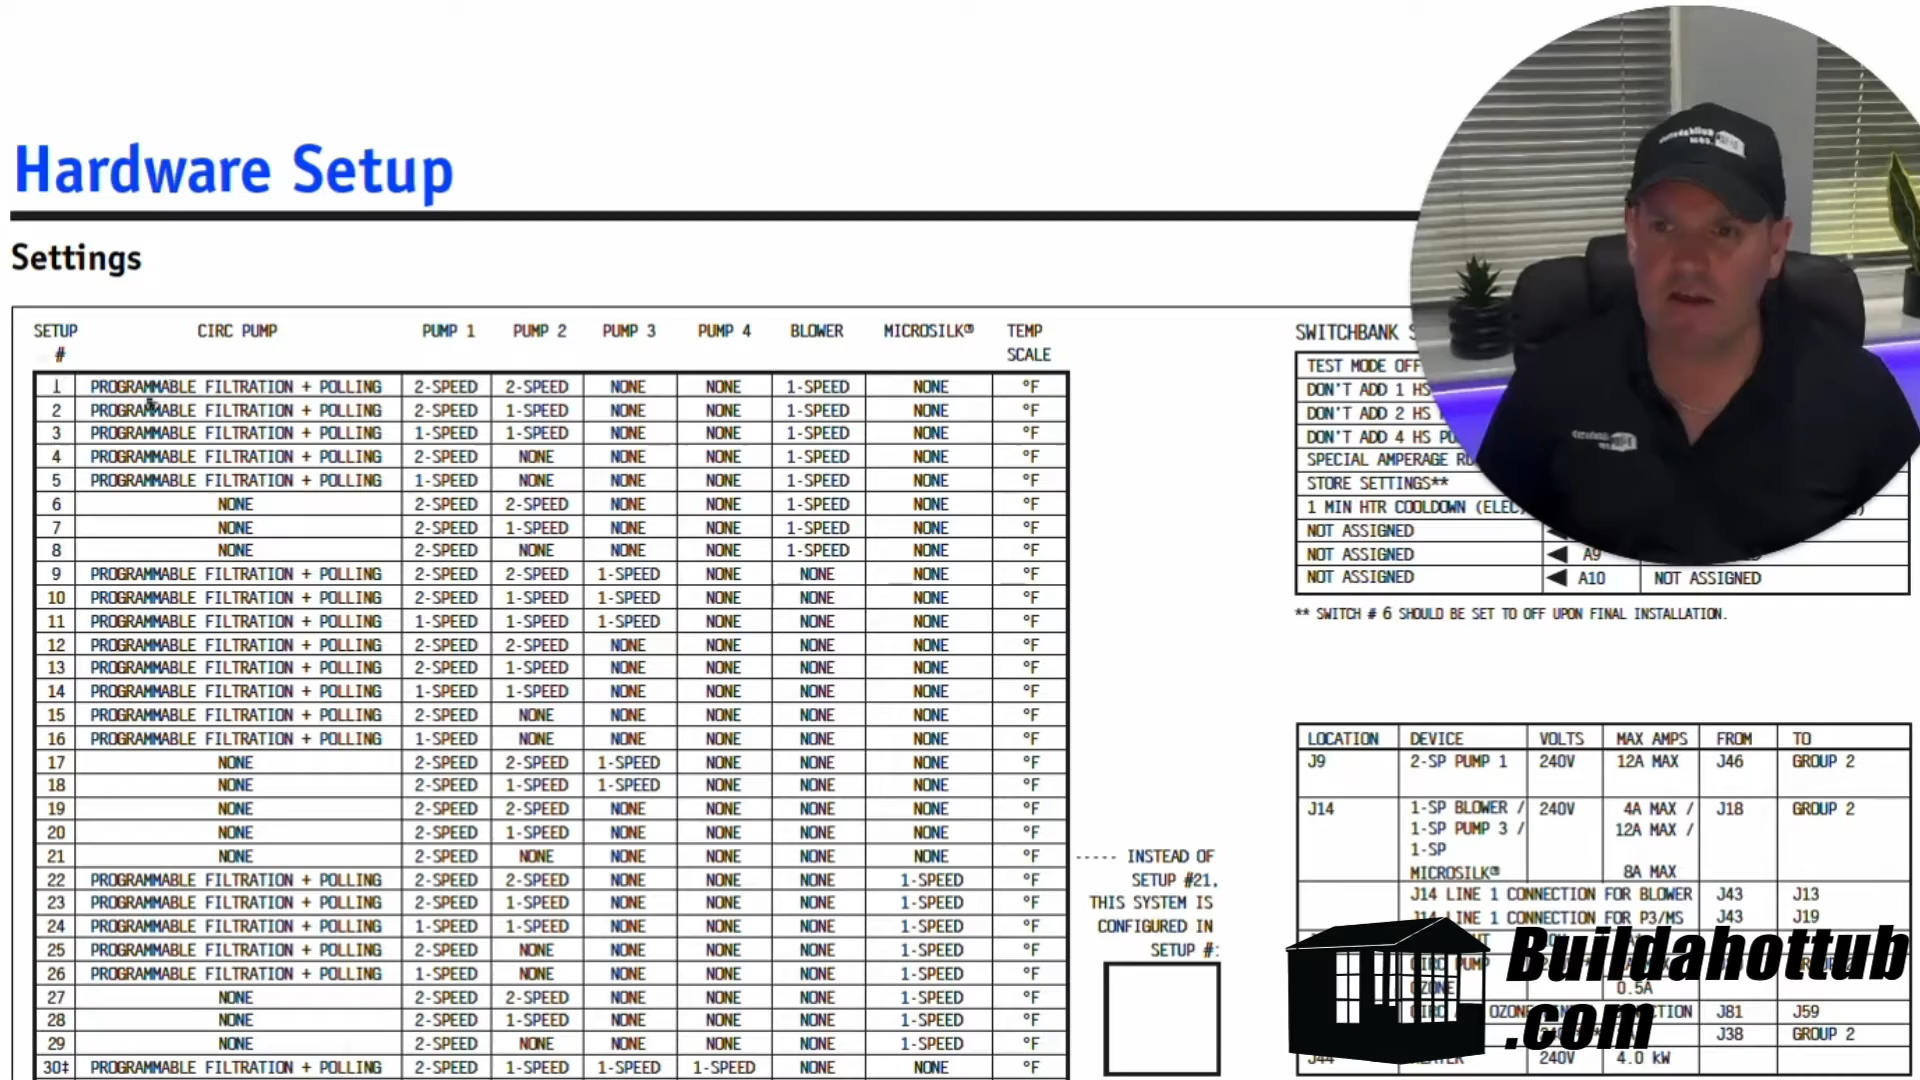 Hardware Setup
Settings
SETUP # CIRC PUMP PUMP 1 PUMP 2 PUMP 3 PUMP 4 BLOWER MICROSILK® TEMP SCALE
1 PROGRAMMABLE FILTRATION + POLLING 2-SPEED 2-SPEED NONE NONE 1-SPEED NONE °F
2 PROGRAMMABLE FILTRATION + POLLING 2-SPEED 1-SPEED NONE NONE 1-SPEED NONE °F
3 PROGRAMMABLE FILTRATION + POLLING 1-SPEED 1-SPEED NONE NONE 1-SPEED NONE °F
4 PROGRAMMABLE FILTRATION + POLLING 2-SPEED NONE NONE NONE 1-SPEED NONE °F
5 PROGRAMMABLE FILTRATION + POLLING 1-SPEED NONE NONE NONE 1-SPEED NONE °F
6 NONE 2-SPEED 2-SPEED NONE NONE 1-SPEED NONE °F
7 NONE 2-SPEED 1-SPEED NONE NONE 1-SPEED NONE °F
8 NONE 2-SPEED NONE NONE NONE 1-SPEED NONE °F
9 PROGRAMMABLE FILTRATION + POLLING 2-SPEED 2-SPEED 1-SPEED NONE NONE NONE °F
10 PROGRAMMABLE FILTRATION + POLLING 2-SPEED 1-SPEED 1-SPEED NONE NONE NONE °F
11 PROGRAMMABLE FILTRATION + POLLING 1-SPEED 1-SPEED 1-SPEED NONE NONE NONE °F
12 PROGRAMMABLE FILTRATION + POLLING 2-SPEED 2-SPEED NONE NONE NONE NONE °F
13 PROGRAMMABLE FILTRATION + POLLING 2-SPEED 1-SPEED NONE NONE NONE NONE °F
14 PROGRAMMABLE FILTRATION + POLLING 1-SPEED 1-SPEED NONE NONE NONE NONE °F
15 PROGRAMMABLE FILTRATION + POLLING 2-SPEED NONE NONE NONE NONE NONE °F
16 PROGRAMMABLE FILTRATION + POLLING 1-SPEED NONE NONE NONE NONE NONE °F
17 NONE 2-SPEED 2-SPEED 1-SPEED NONE NONE NONE °F
18 NONE 2-SPEED 1-SPEED 1-SPEED NONE NONE NONE °F
19 NONE 2-SPEED 2-SPEED NONE NONE NONE NONE °F
20 NONE 2-SPEED 1-SPEED NONE NONE NONE NONE °F
21 NONE 2-SPEED NONE NONE NONE NONE NONE °F
22 PROGRAMMABLE FILTRATION + POLLING 2-SPEED 2-SPEED NONE NONE NONE 1-SPEED °F
23 PROGRAMMABLE FILTRATION + POLLING 2-SPEED 1-SPEED NONE NONE NONE 1-SPEED °F
24 PROGRAMMABLE FILTRATION + POLLING 1-SPEED 1-SPEED NONE NONE NONE 1-SPEED °F
25 PROGRAMMABLE FILTRATION + POLLING 2-SPEED NONE NONE NONE NONE 1-SPEED °F
26 PROGRAMMABLE FILTRATION + POLLING 1-SPEED NONE NONE NONE NONE 1-SPEED °F
27 NONE 2-SPEED 2-SPEED NONE NONE NONE 1-SPEED °F
28 NONE 2-SPEED 1-SPEED NONE NONE NONE 1-SPEED °F
29 NONE 2-SPEED NONE NONE NONE NONE 1-SPEED °F
30‡ PROGRAMMABLE FILTRATION + POLLING 2-SPEED 1-SPEED 1-SPEED 1-SPEED NONE NONE °F
----- INSTEAD OF
SETUP #21,
THIS SYSTEM IS
CONFIGURED IN
SETUP #:
SWITCHBANK
TEST MODE OFF
DON'T ADD 1 HS
DON'T ADD 2 HS
DON'T ADD 4 HS
SPECIAL AMPERAGE
STORE SETTINGS**
1 MIN HTR COOLDOWN
NOT ASSIGNED
NOT ASSIGNED A9
NOT ASSIGNED A10 NOT ASSIGNED
** SWITCH # 6 SHOULD BE SET TO OFF UPON FINAL INSTALLATION.
LOCATION DEVICE VOLTS MAX AMPS FROM TO
J9 2-SP PUMP 1 240V 12A MAX J46 GROUP 2
J14 1-SP BLOWER / 240V 4A MAX / J18 GROUP 2
1-SP PUMP 3 / 12A MAX /
1-SP
MICROSILK® 8A MAX
J14 LINE 1 CONNECTION FOR BLOWER J43 J13
J14 LINE 1 CONNECTION FOR P3/MS J43 J19
CIRC PUMP
OZONE 0.5A
OZONE J81 J59
J38 GROUP 2
J44 HEATER 240V 4.0 kW
Buildahottub
.com